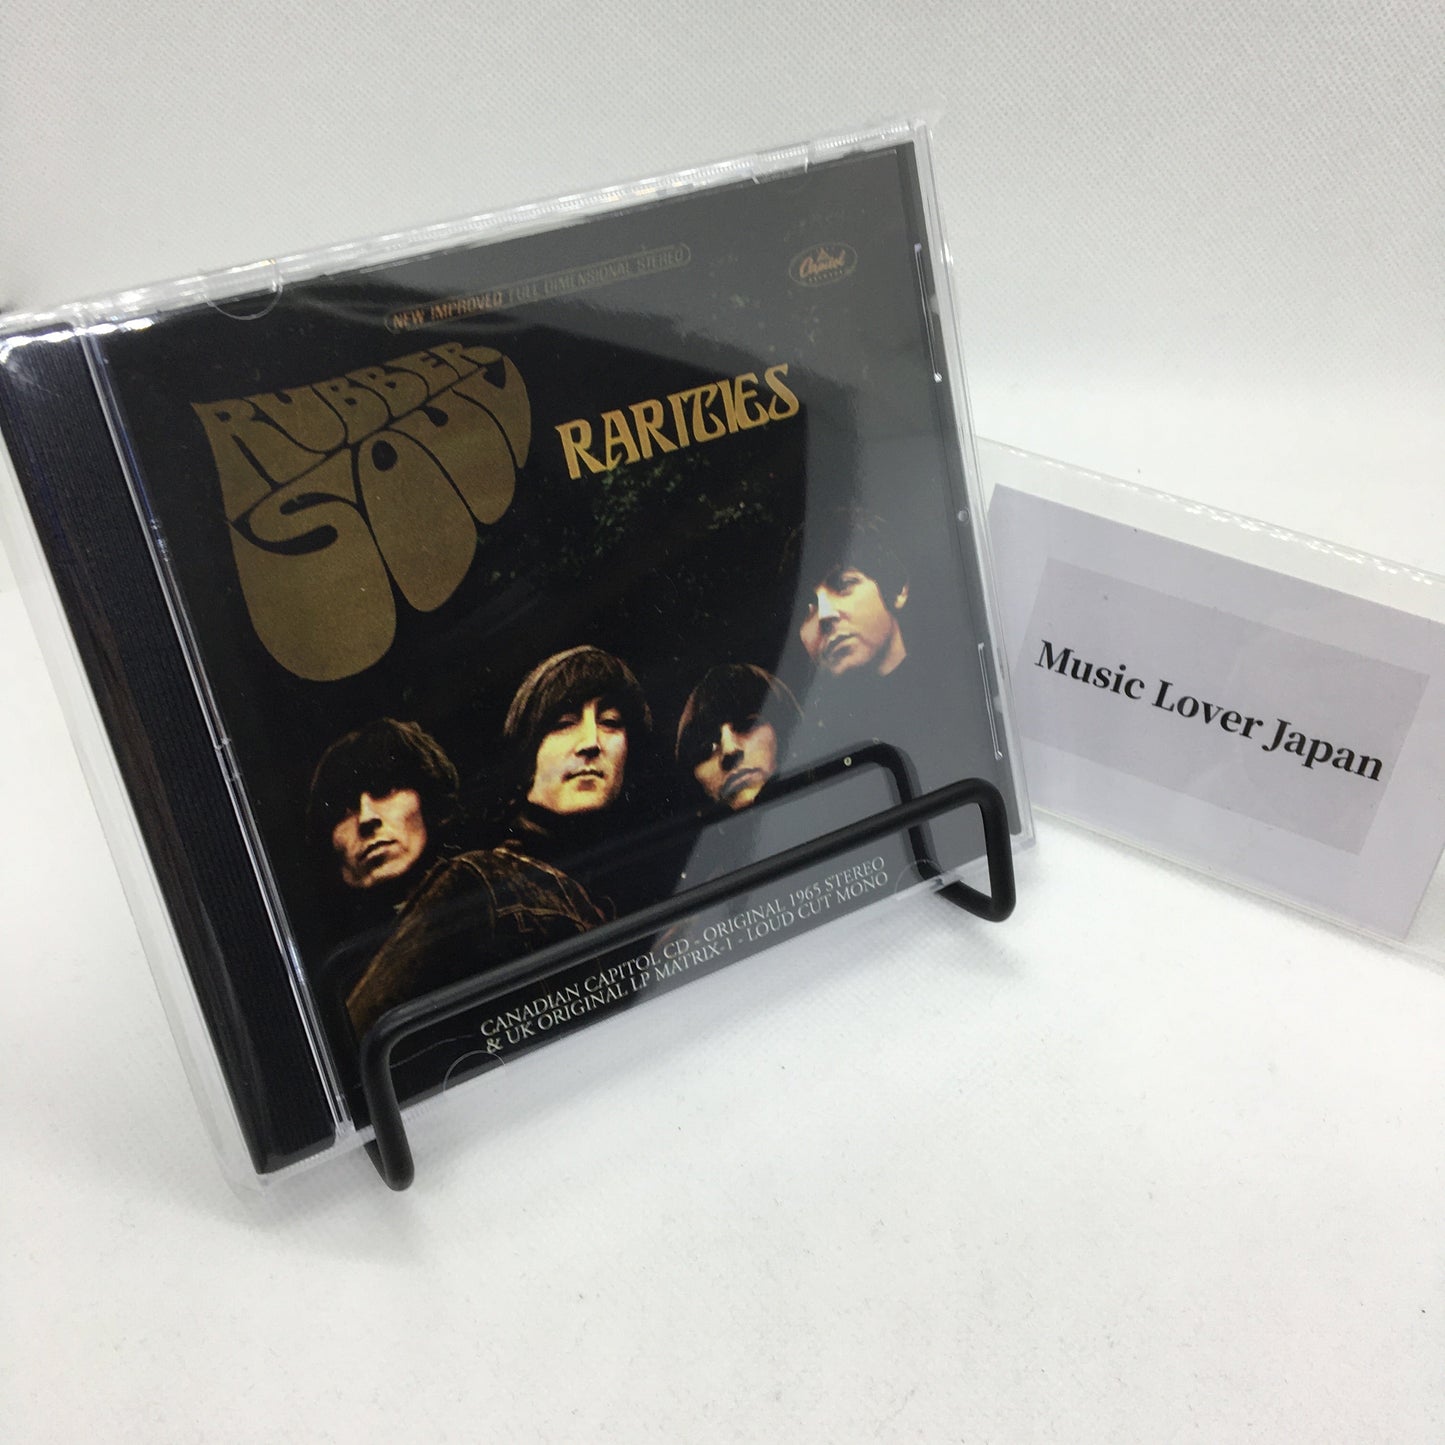 NEW IMPROVED FULL DIMENSIONAL STEREO
Capitol
RUBBER
SOUL
RARITIES
CANADIAN CAPITOL CD - ORIGINAL 1965 STEREO
& UK ORIGINAL LP MATRIX-1 - LOUD CUT MONO
Music Lover Japan